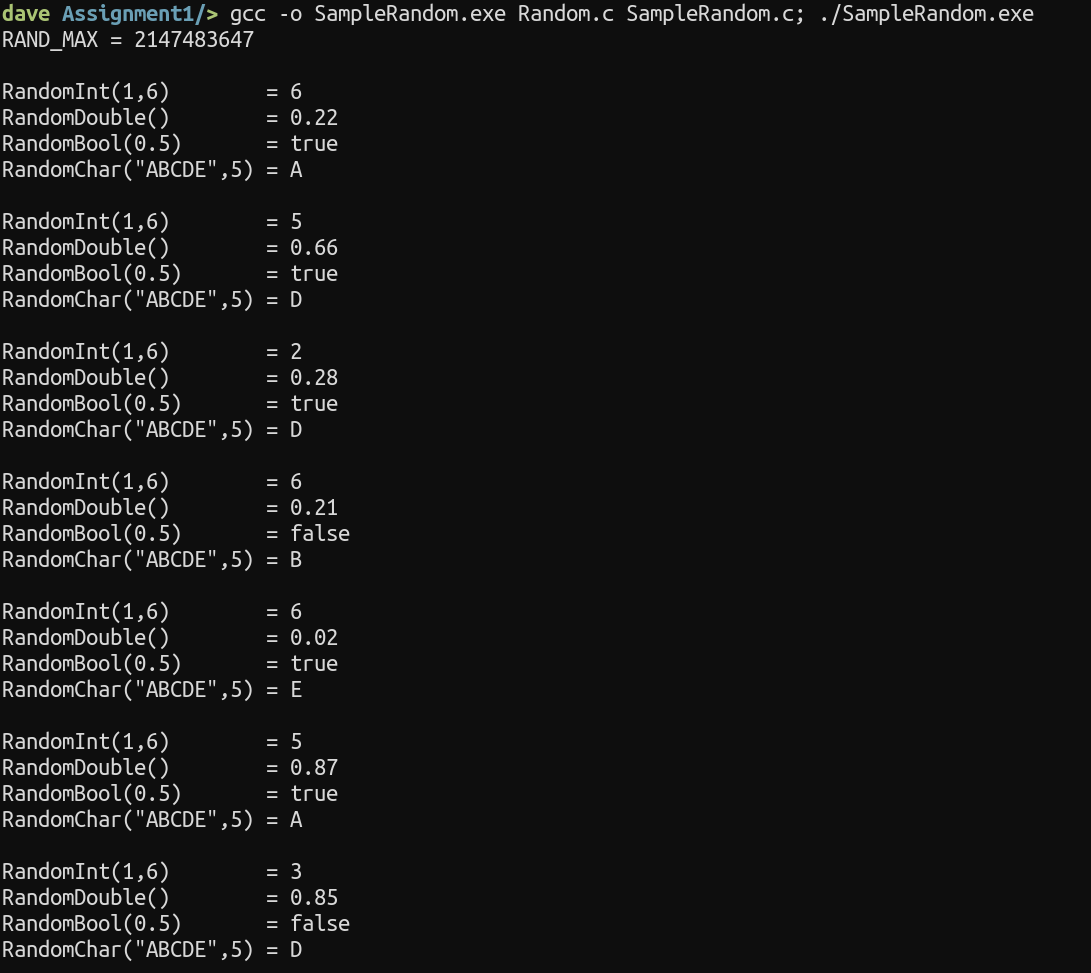 dave Assignment1/> gcc -o SampleRandom.exe Random.c SampleRandom.c; ./SampleRandom.exe
RAND_MAX = 2147483647

RandomInt(1,6)        = 6
RandomDouble()        = 0.22
RandomBool(0.5)       = true
RandomChar("ABCDE",5) = A

RandomInt(1,6)        = 5
RandomDouble()        = 0.66
RandomBool(0.5)       = true
RandomChar("ABCDE",5) = D

RandomInt(1,6)        = 2
RandomDouble()        = 0.28
RandomBool(0.5)       = true
RandomChar("ABCDE",5) = D

RandomInt(1,6)        = 6
RandomDouble()        = 0.21
RandomBool(0.5)       = false
RandomChar("ABCDE",5) = B

RandomInt(1,6)        = 6
RandomDouble()        = 0.02
RandomBool(0.5)       = true
RandomChar("ABCDE",5) = E

RandomInt(1,6)        = 5
RandomDouble()        = 0.87
RandomBool(0.5)       = true
RandomChar("ABCDE",5) = A

RandomInt(1,6)        = 3
RandomDouble()        = 0.85
RandomBool(0.5)       = false
RandomChar("ABCDE",5) = D